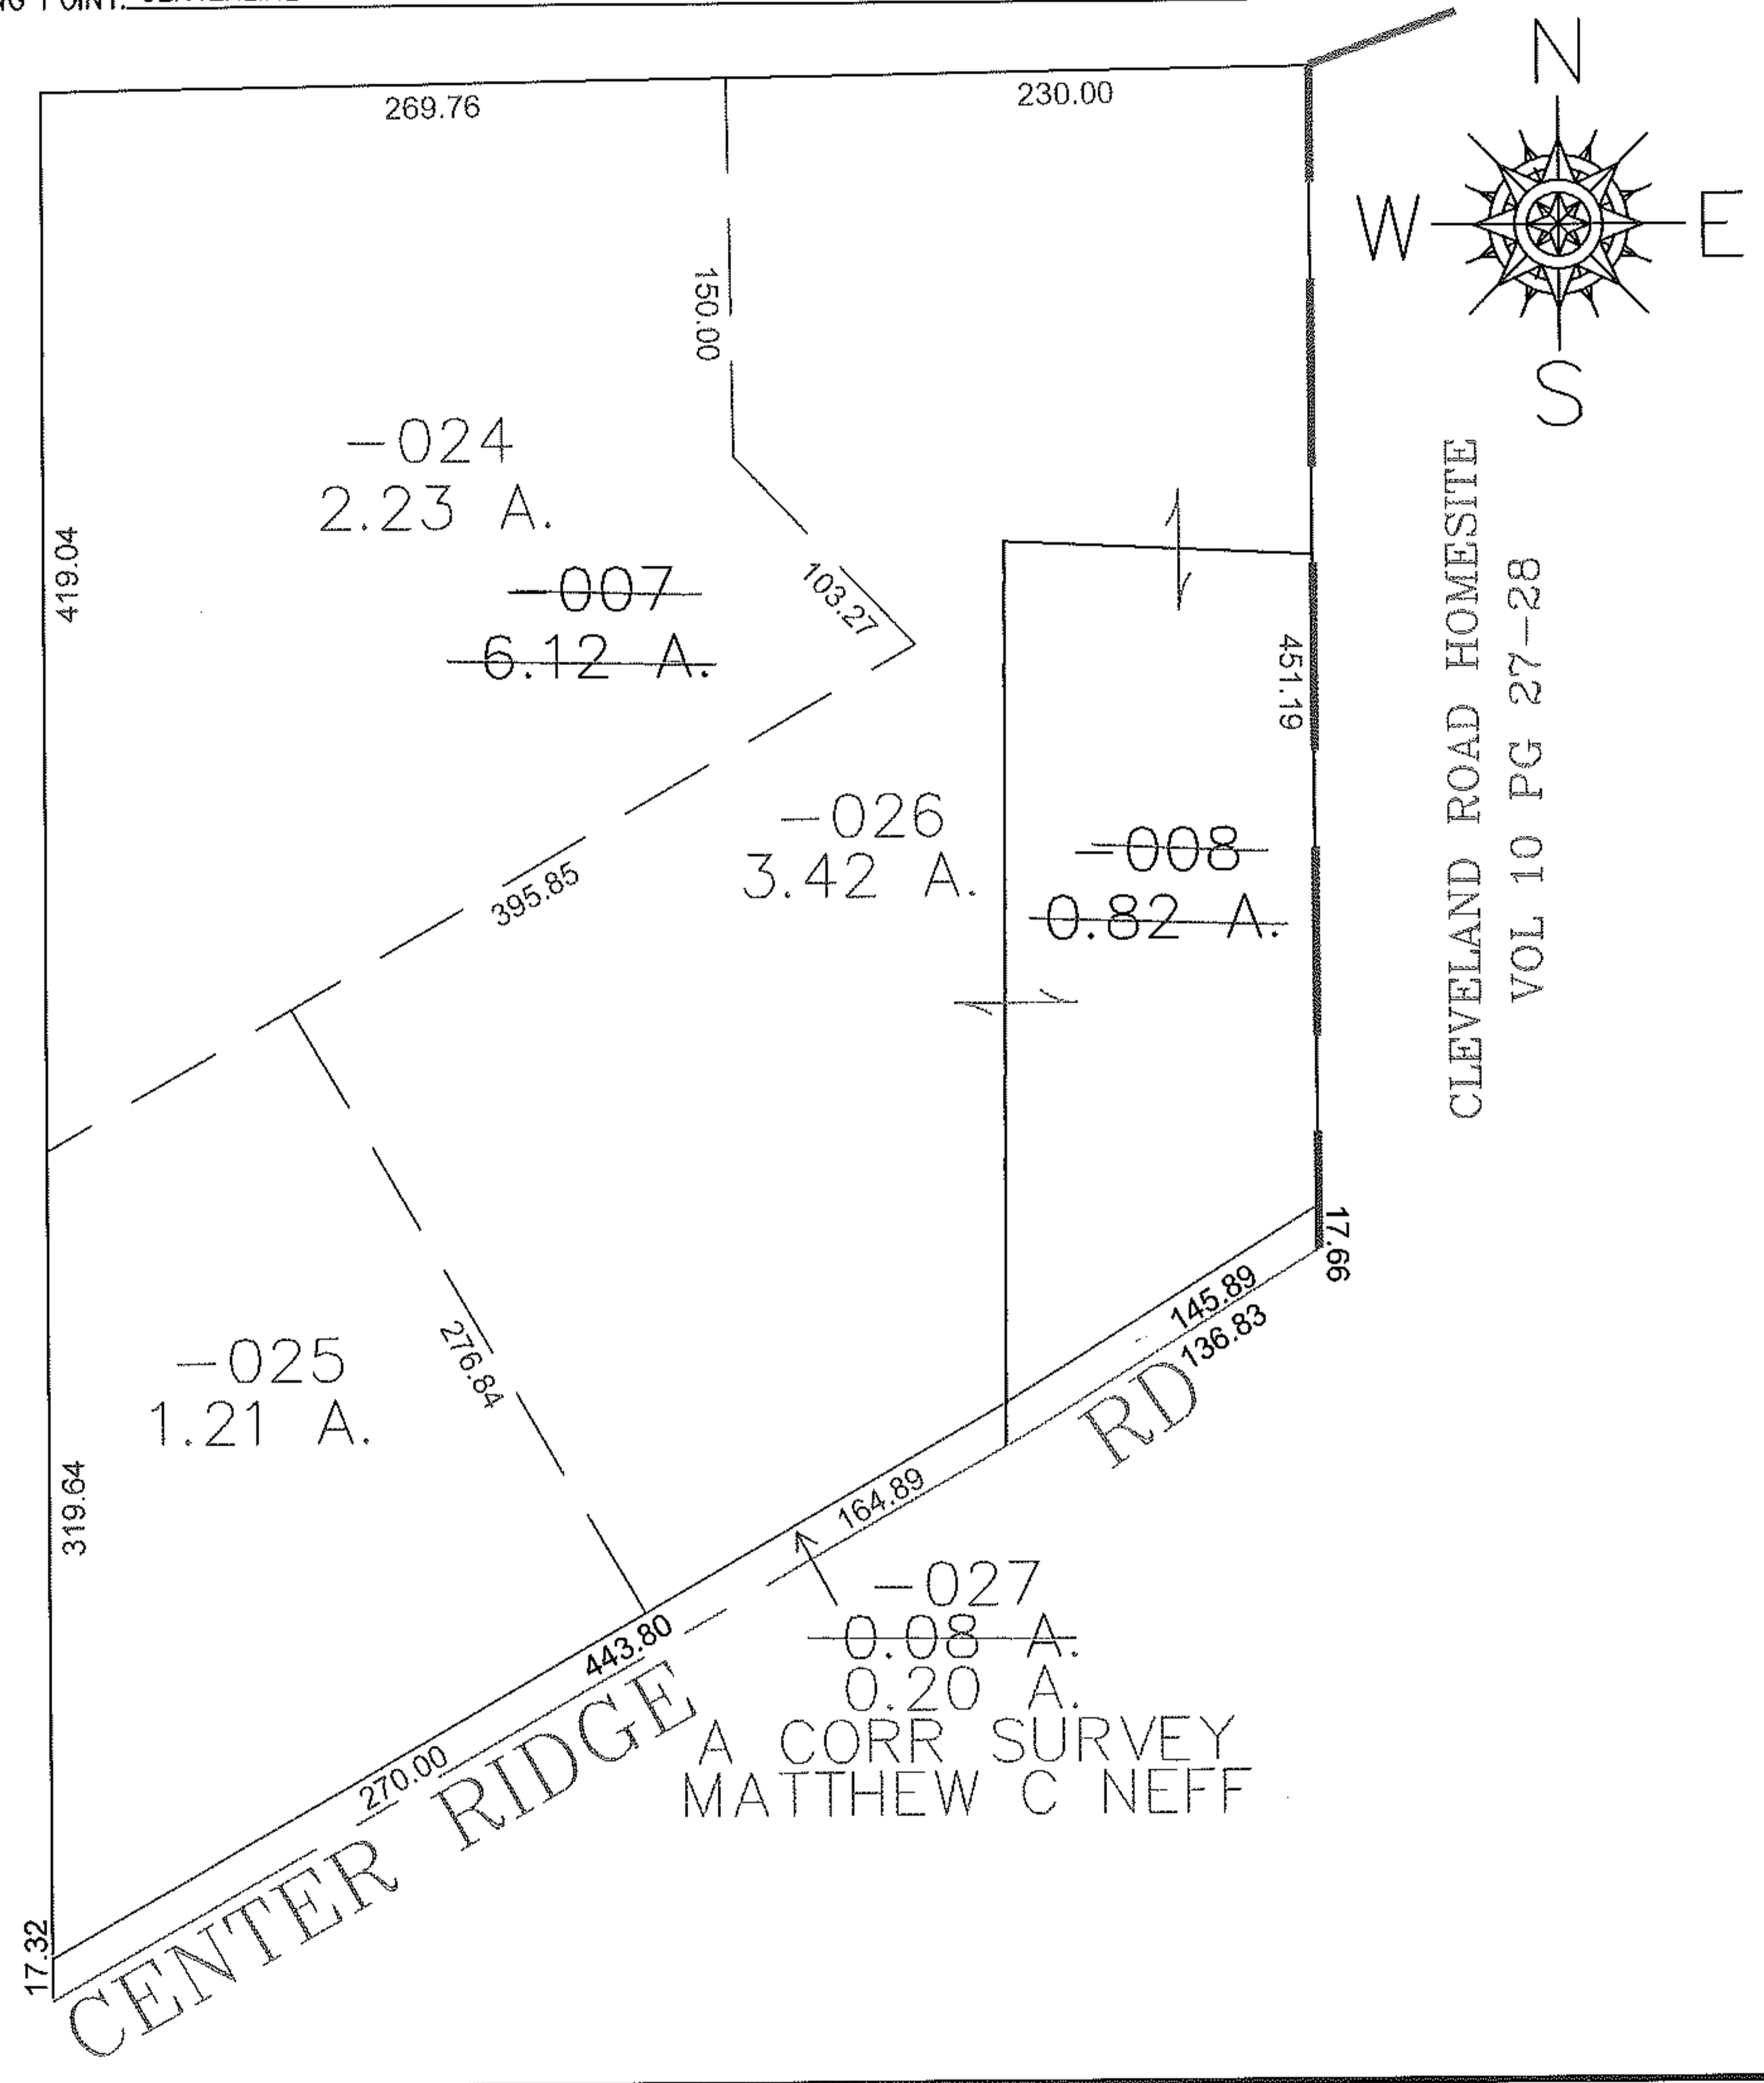 POINT:
N
269.76
230.00
W
E
S
150.00
-024
2.23 A.
419.04
-007
6.12 A.
103.27
451.19
CLEVELAND ROAD HOMESITE
VOL 10 PG 27-28
-026
3.42 A.
-008
0.82 A.
395.85
17.66
145.89
136.83
-025
1.21 A.
276.84
319.64
164.89
443.80
270.00
17.32
CENTER RIDGE RD
-027
0.08 A.
0.20 A.
A CORR SURVEY
MATTHEW C NEFF